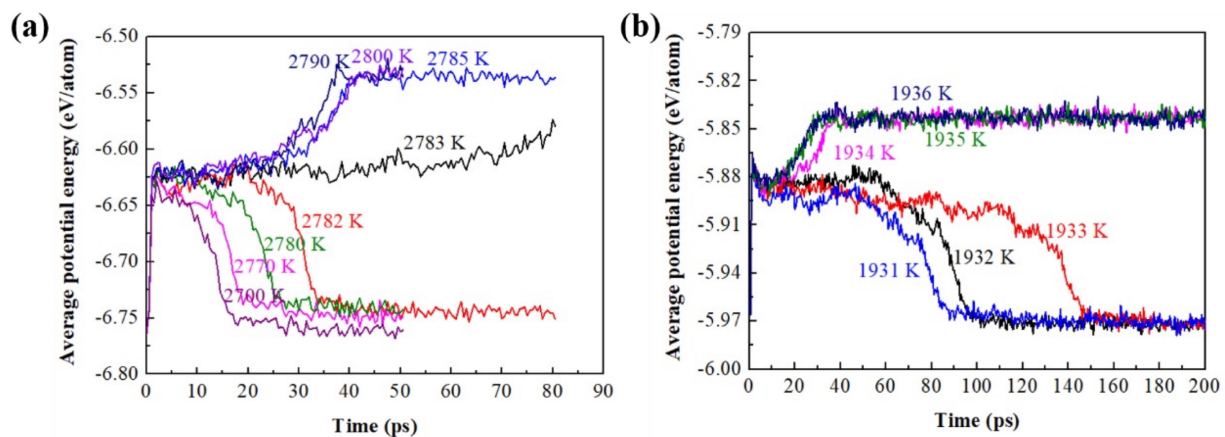 (a)
-6.50
-6.55
-6.60
-6.65
-6.70
-6.75
-6.80
Average potential energy (eV/atom)
2790 K
2800 K
2785 K
2783 K
2782 K
2780 K
2770 K
2700 K
0 10 20 30 40 50 60 70 80 90
Time (ps)
(b)
-5.79
-5.82
-5.85
-5.88
-5.91
-5.94
-5.97
-6.00
Average potential energy (eV/atom)
1936 K
1935 K
1934 K
1933 K
1932 K
1931 K
0 20 40 60 80 100 120 140 160 180 200
Time (ps)